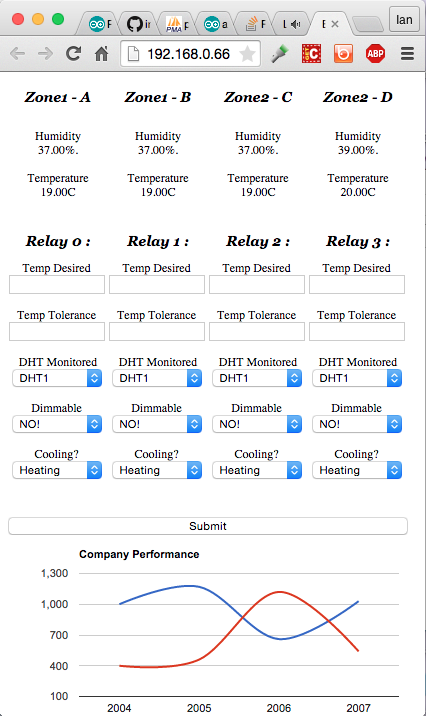 Ian
192.168.0.66
ABP
Zone1 - A Zone1 - B Zone2 - C Zone2 - D
Humidity Humidity Humidity Humidity
37.00%. 37.00%. 37.00%. 39.00%.
Temperature Temperature Temperature Temperature
19.00C 19.00C 19.00C 20.00C
Relay 0 : Relay 1 : Relay 2 : Relay 3 :
Temp Desired Temp Desired Temp Desired Temp Desired
Temp Tolerance Temp Tolerance Temp Tolerance Temp Tolerance
DHT Monitored DHT Monitored DHT Monitored DHT Monitored
DHT1 DHT1 DHT1 DHT1
Dimmable Dimmable Dimmable Dimmable
NO! NO! NO! NO!
Cooling? Cooling? Cooling? Cooling?
Heating Heating Heating Heating
Submit
Company Performance
1,300
1,000
700
400
100
2004 2005 2006 2007